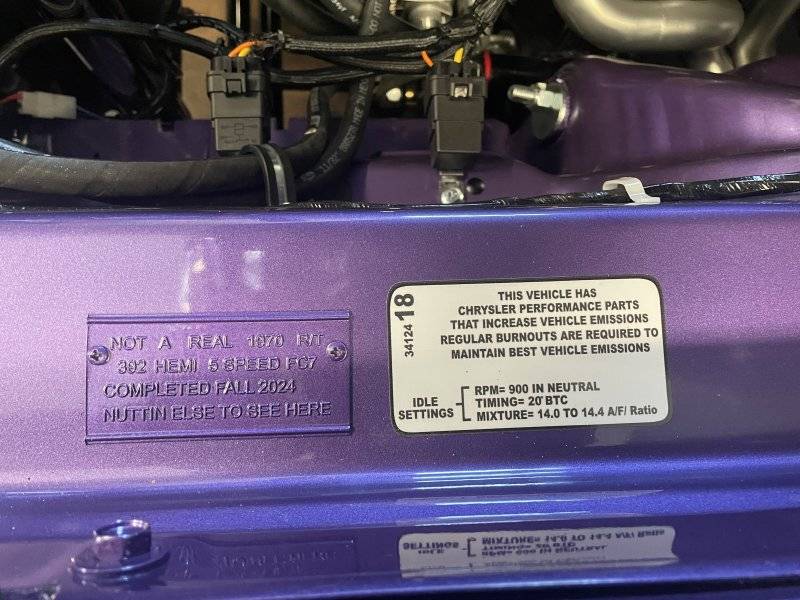 NOT A REAL 1970 R/T
392 HEMI 5 SPEED FC7
COMPLETED FALL 2024
NUTTIN ELSE TO SEE HERE
34124 18
THIS VEHICLE HAS
CHRYSLER PERFORMANCE PARTS
THAT INCREASE VEHICLE EMISSIONS
REGULAR BURNOUTS ARE REQUIRED TO
MAINTAIN BEST VEHICLE EMISSIONS
IDLE
SETTINGS
RPM= 900 IN NEUTRAL
TIMING= 20° BTC
MIXTURE= 14.0 TO 14.4 A/F/ Ratio